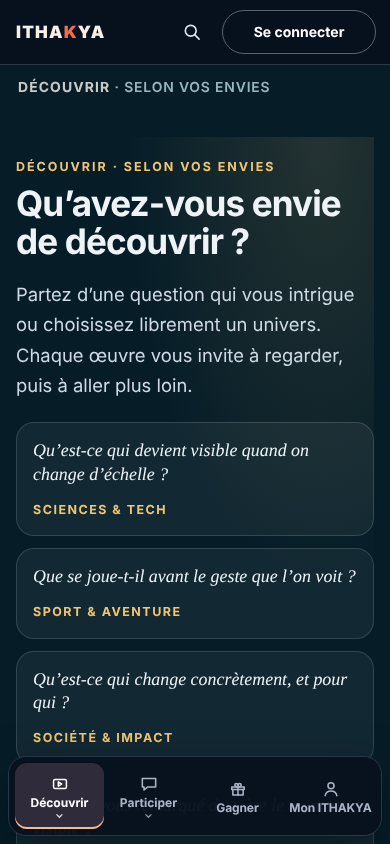 ITHAKYA
Se connecter
DÉCOUVRIR · SELON VOS ENVIES
DÉCOUVRIR · SELON VOS ENVIES
Qu’avez-vous envie
de découvrir ?
Partez d’une question qui vous intrigue
ou choisissez librement un univers.
Chaque œuvre vous invite à regarder,
puis à aller plus loin.
Qu’est-ce qui devient visible quand on
change d’échelle ?
SCIENCES & TECH
Que se joue-t-il avant le geste que l’on voit ?
SPORT & AVENTURE
Qu’est-ce qui change concrètement, et pour
qui ?
SOCIÉTÉ & IMPACT
Découvrir
Participer
Gagner
Mon ITHAKYA